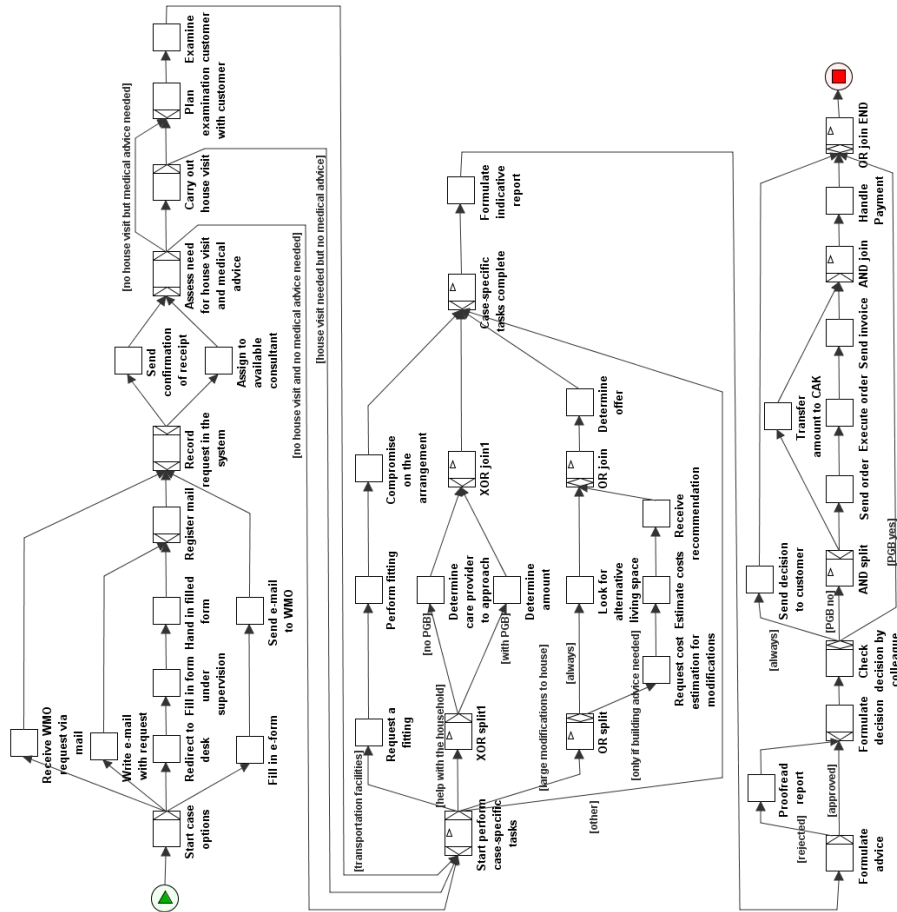 Start case
options
Receive WMO
request via
mail
Write e-mail
with request
Redirect to
desk
Fill in e-form
Fill in form
under
supervision
Hand in filled
form
Send e-mail
to WMO
Register mail
Record
request in the
system
Send
confirmation
of receipt
Assign to
available
consultant
Assess need
for house visit
and medical
advice
Carry out
house visit
Plan
examination
with customer
Examine
customer
[no house visit but medical advice needed]
[no house visit and no medical advice needed]
[house visit needed but no medical advice]
Start perform
case-specific
tasks
[transportation facilities]
[help with the household]
[large modifications to house]
[other]
Request a
fitting
Perform fitting
Compromise
on the
arrangement
XOR split1
[no PGB]
[with PGB]
Determine
care provider
to approach
Determine
amount
XOR join1
OR split
[always]
[only if building advice needed]
Look for
alternative
living space
Request cost
estimation for
modifications
Estimate costs
Receive
recommendation
OR join
Determine
offer
Case-specific
tasks complete
Formulate
indicative
report
Formulate
advice
[rejected]
[approved]
Proofread
report
Formulate
decision
Check
decision by
colleague
[always]
[PGB no]
[PGB yes]
Send decision
to customer
AND split
Transfer
amount to CAK
Send order
Execute order
Send invoice
AND join
Handle
Payment
OR join END